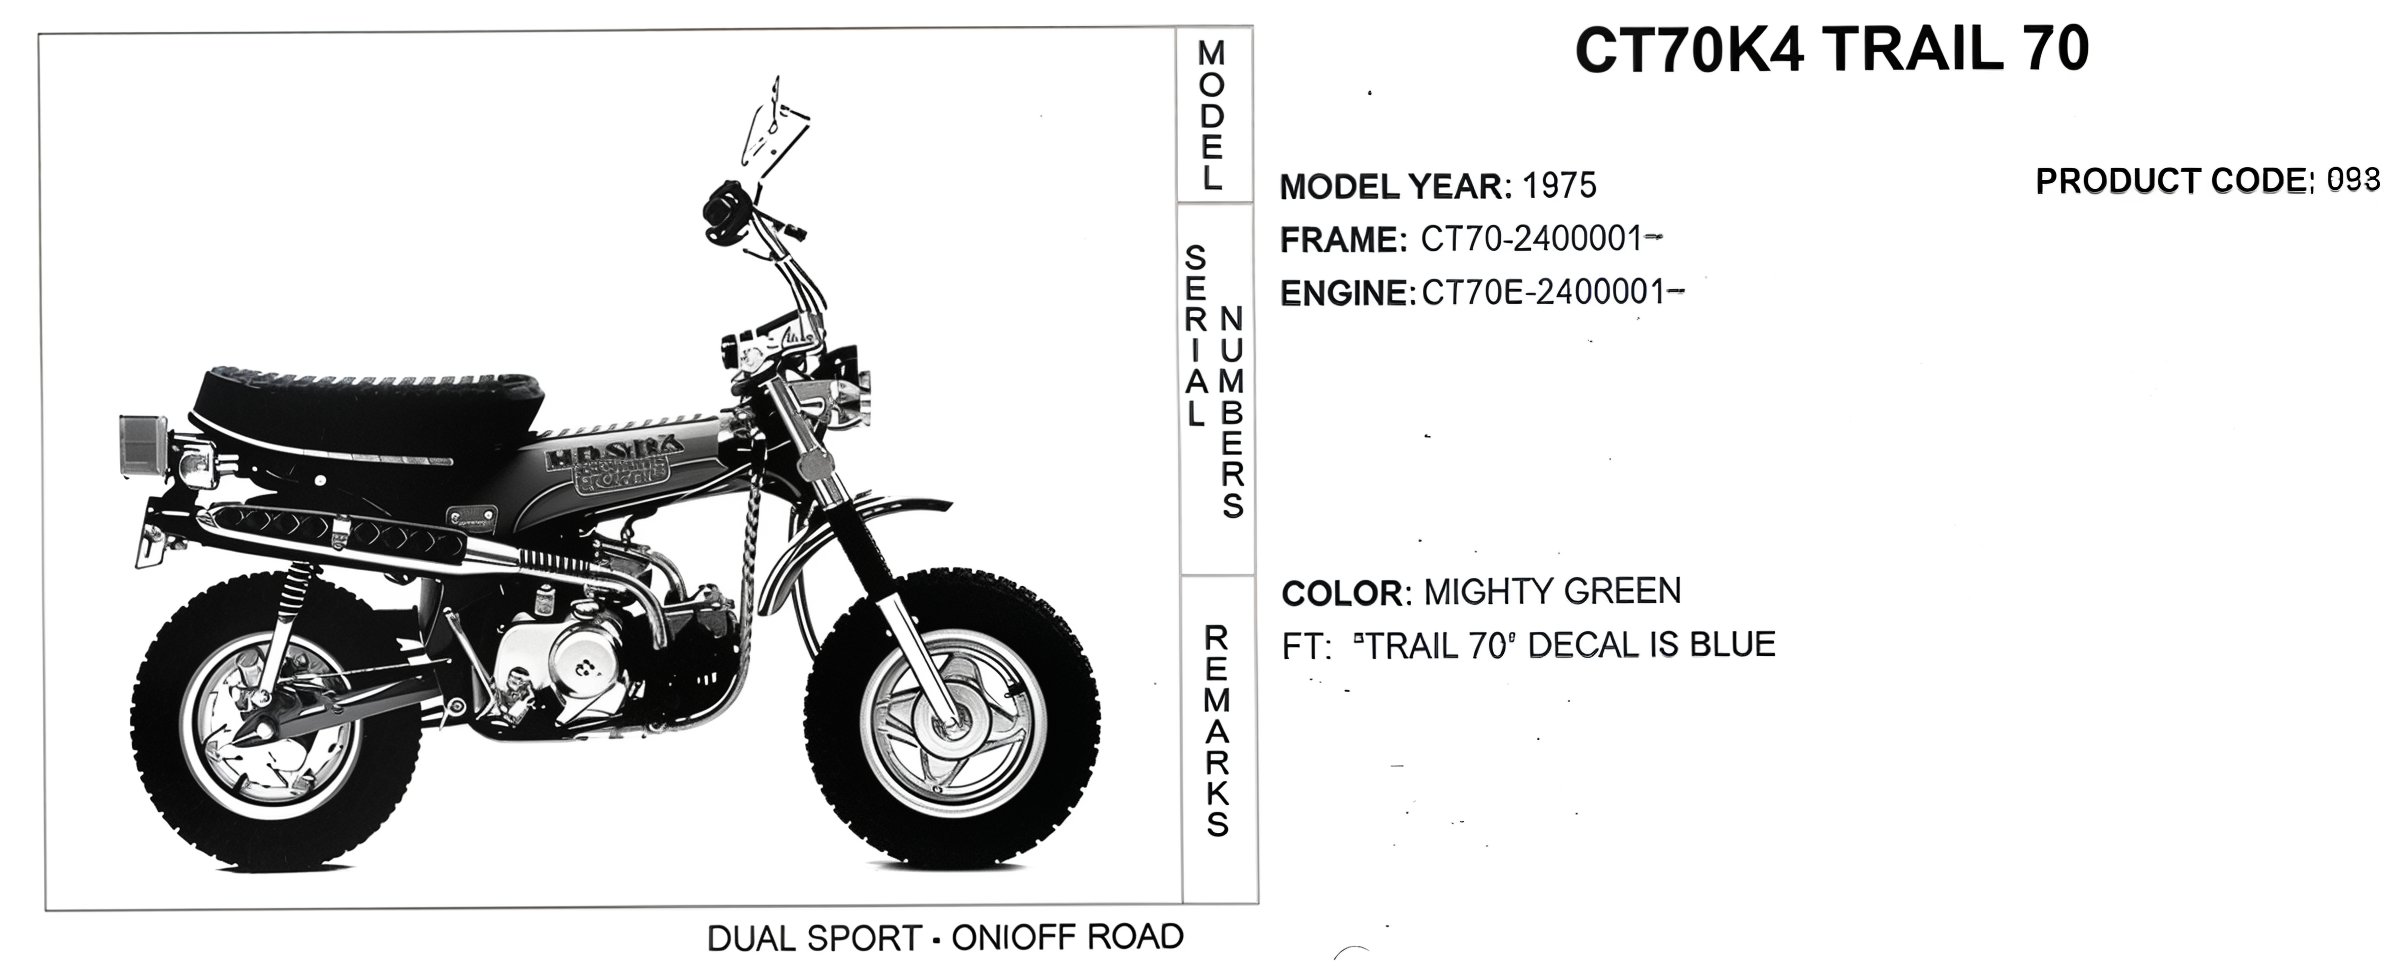 CT70K4 TRAIL 70
MODEL
MODEL YEAR: 1975
PRODUCT CODE: 093
SERIAL NUMBERS
FRAME: CT70-2400001-
ENGINE: CT70E-2400001-
REMARKS
COLOR: MIGHTY GREEN
FT: "TRAIL 70" DECAL IS BLUE
DUAL SPORT · ONIOFF ROAD